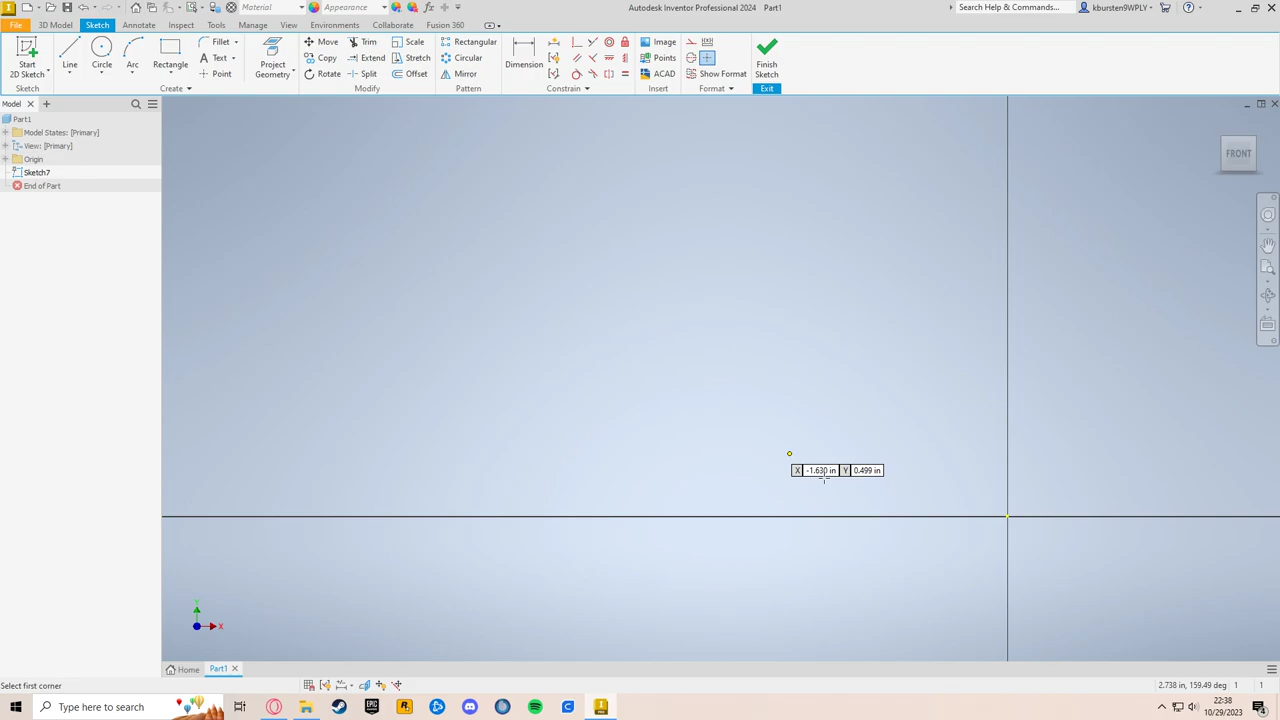 Material
Appearance
Autodesk Inventor Professional 2024 Part1
Search Help & Commands...
kbursten9WPLY
File
3D Model
Sketch
Annotate
Inspect
Tools
Manage
View
Environments
Collaborate
Fusion 360
Start
2D Sketch
Line
Circle
Arc
Rectangle
Fillet
Text
Point
Project
Geometry
Move
Copy
Rotate
Trim
Extend
Split
Scale
Stretch
Offset
Rectangular
Circular
Mirror
Dimension
Image
Points
ACAD
Show Format
Finish
Sketch
Sketch
Create
Modify
Pattern
Constrain
Insert
Format
Exit
Model
Part1
Model States: [Primary]
View: [Primary]
Origin
Sketch7
End of Part
FRONT
X -1.630 in Y 0.499 in
Y
X
Home
Part1
Select first corner
2.738 in, 159.49 deg 1 1
Type here to search
22:38
10/29/2023
4